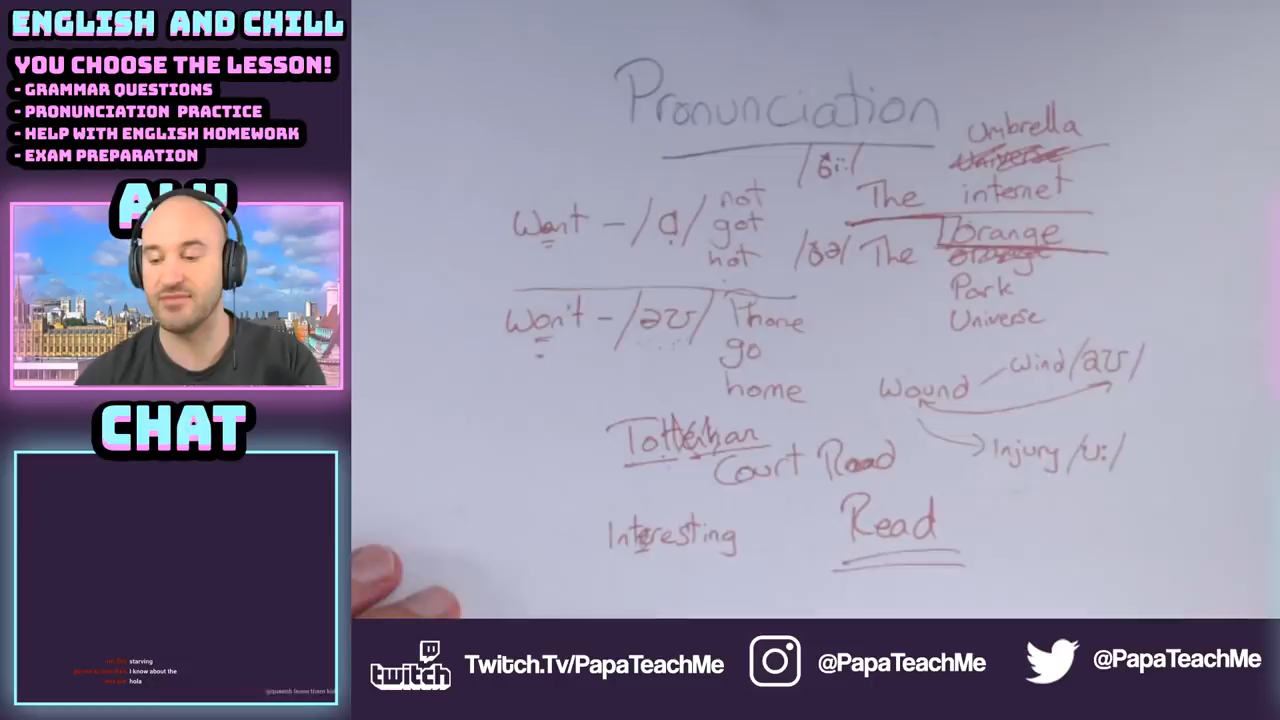 ENGLISH AND CHILL
YOU CHOOSE THE LESSON!
- GRAMMAR QUESTIONS
- PRONUNCIATION PRACTICE
- HELP WITH ENGLISH HOMEWORK
- EXAM PREPARATION
CHAT
starving
I know about the
hola
Pronunciation
Want - /ɒ/
not
got
hot
Won't - /əʊ/
Phone
go
home
/ði:/
The
Umbrella
Universe
internet
orange
/ðə/ The
orange
Park
Universe
Wound
Wind /aʊ/
Injury /u:/
Court Road
Interesting
Read
twitch
Twitch.Tv/PapaTeachMe
@PapaTeachMe
@PapaTeachMe